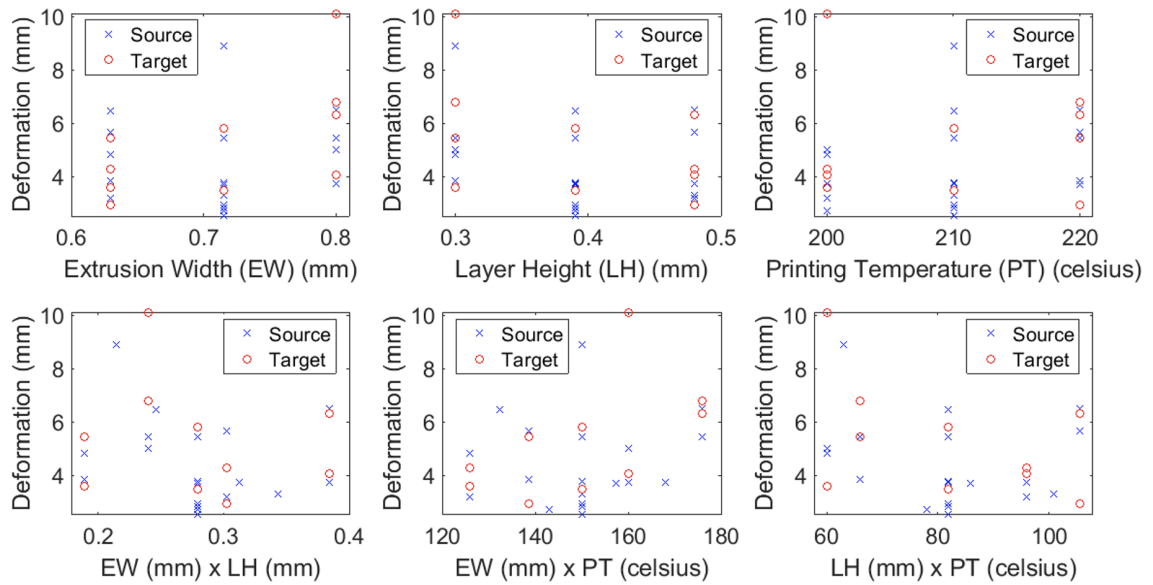 10
8
6
4
Deformation (mm)
Source
Target
0.6
0.7
0.8
Extrusion Width (EW) (mm)
10
8
6
4
Deformation (mm)
Source
Target
0.3
0.4
0.5
Layer Height (LH) (mm)
10
8
6
4
Deformation (mm)
Source
Target
200
210
220
Printing Temperature (PT) (celsius)
10
8
6
4
Deformation (mm)
Source
Target
0.2
0.3
0.4
EW (mm) x LH (mm)
10
8
6
4
Deformation (mm)
Source
Target
120
140
160
180
EW (mm) x PT (celsius)
10
8
6
4
Deformation (mm)
Source
Target
60
80
100
LH (mm) x PT (celsius)